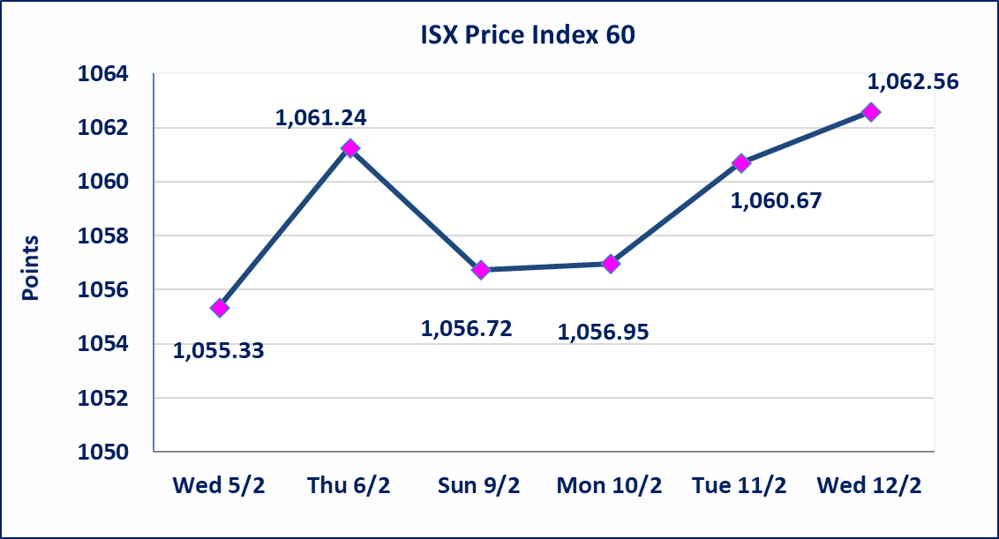 ISX Price Index 60
Points
1064
1062
1060
1058
1056
1054
1052
1050
1,055.33
1,061.24
1,056.72
1,056.95
1,060.67
1,062.56
Wed 5/2
Thu 6/2
Sun 9/2
Mon 10/2
Tue 11/2
Wed 12/2